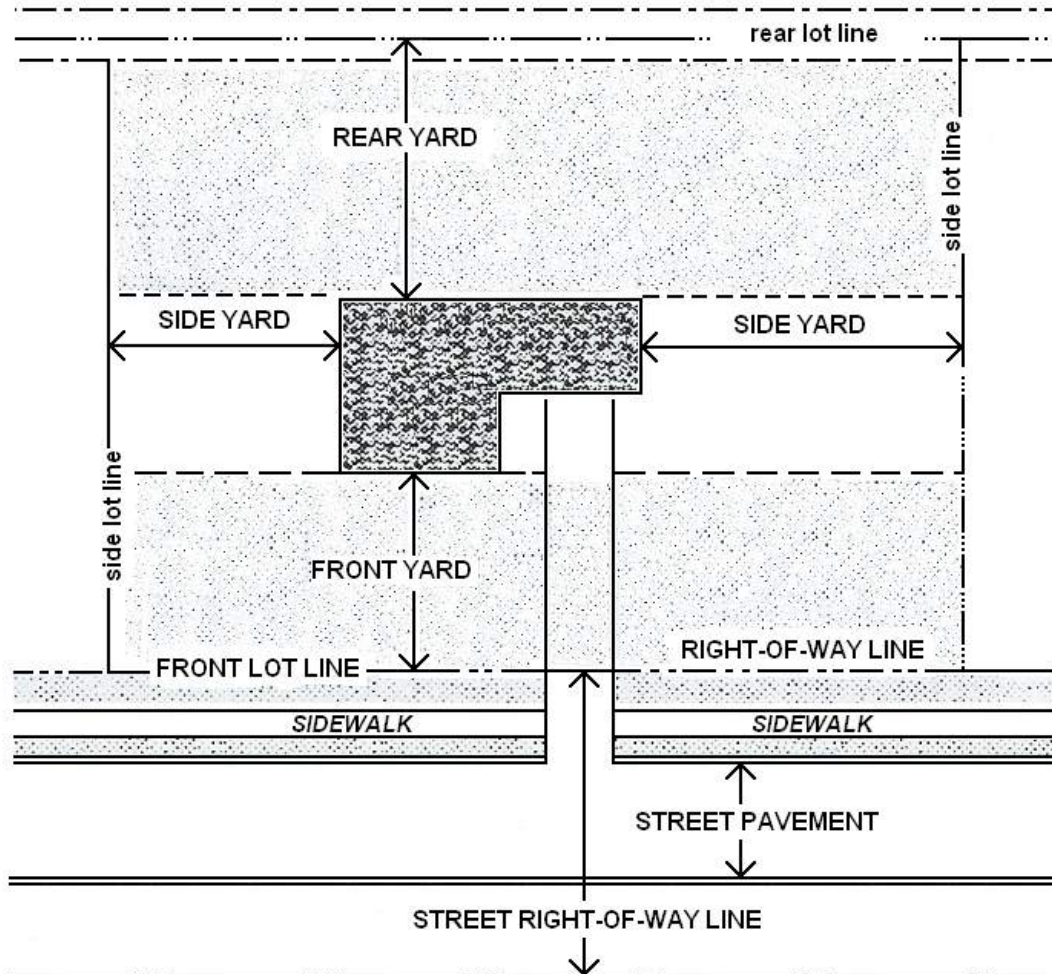 rear lot line
REAR YARD
side lot line
SIDE YARD
SIDE YARD
side lot line
FRONT YARD
RIGHT-OF-WAY LINE
FRONT LOT LINE
SIDEWALK
SIDEWALK
STREET PAVEMENT
STREET RIGHT-OF-WAY LINE